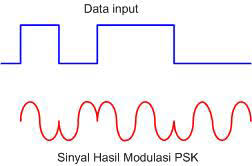 Data input
Sinyal Hasil Modulasi PSK